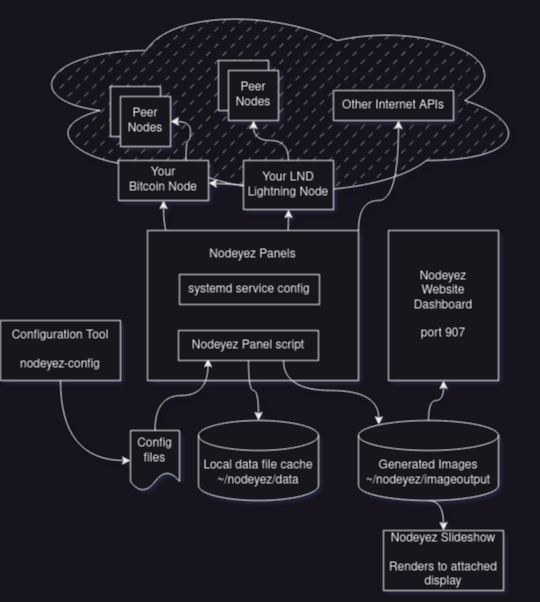 Peer
Nodes
Peer
Nodes
Other Internet APIs
Your
Bitcoin Node
Your LND
Lightning Node
Nodeyez Panels
systemd service config
Nodeyez Panel script
Nodeyez
Website
Dashboard
port 907
Configuration Tool
nodeyez-config
Config
files
Local data file cache
~/nodeyez/data
Generated Images
~/nodeyez/imageoutput
Nodeyez Slideshow
Renders to attached
display